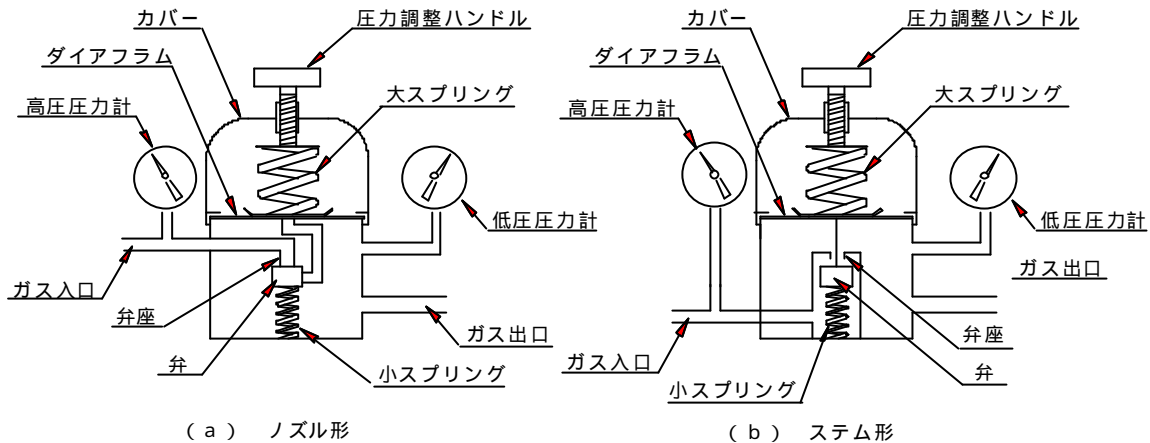 カバー
圧力調整ハンドル
ダイアフラム
大スプリング
高圧圧力計
低圧圧力計
ガス入口
弁座
弁
ガス出口
小スプリング
(a) ノズル形
カバー
圧力調整ハンドル
ダイアフラム
大スプリング
高圧圧力計
低圧圧力計
ガス出口
弁座
ガス入口
弁
小スプリング
(b) ステム形